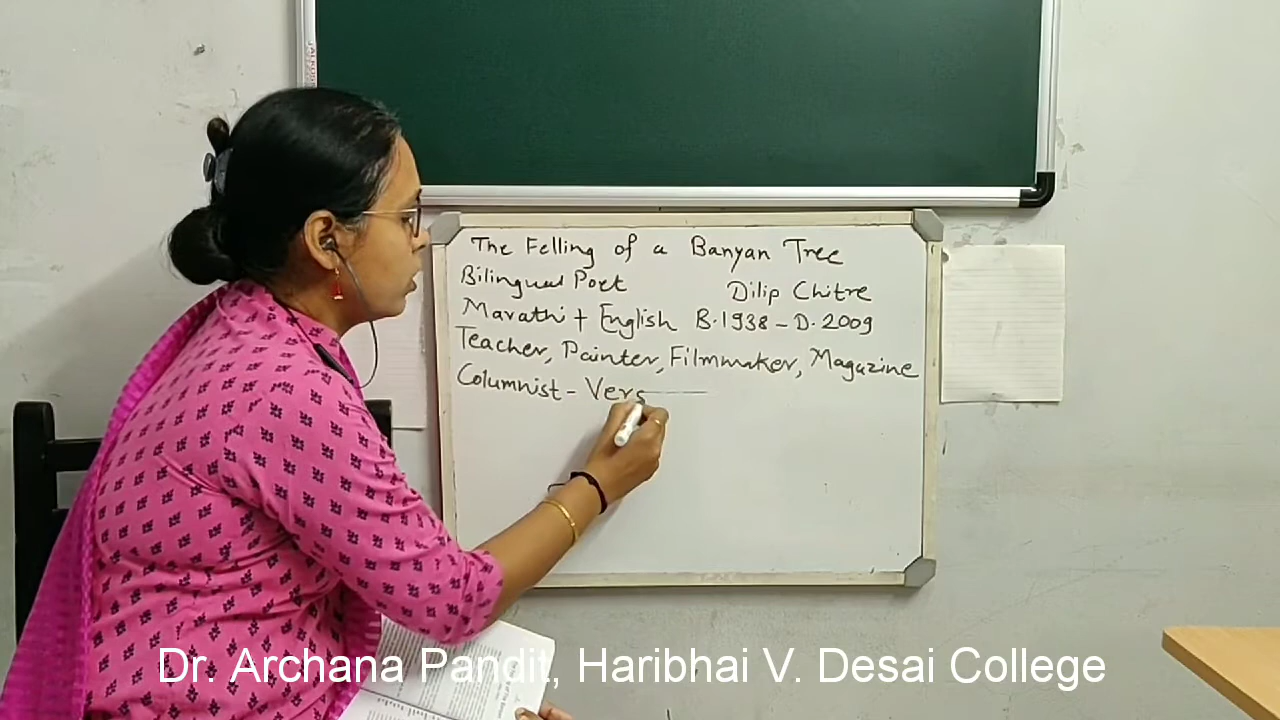 The Felling of a Banyan Tree
Bilingual Poet Dilip Chitre
Marathi + English B.1938 - D.2009
Teacher, Painter, Filmmaker, Magazine
Columnist - Vers
Dr. Archana Pandit, Haribhai V. Desai College